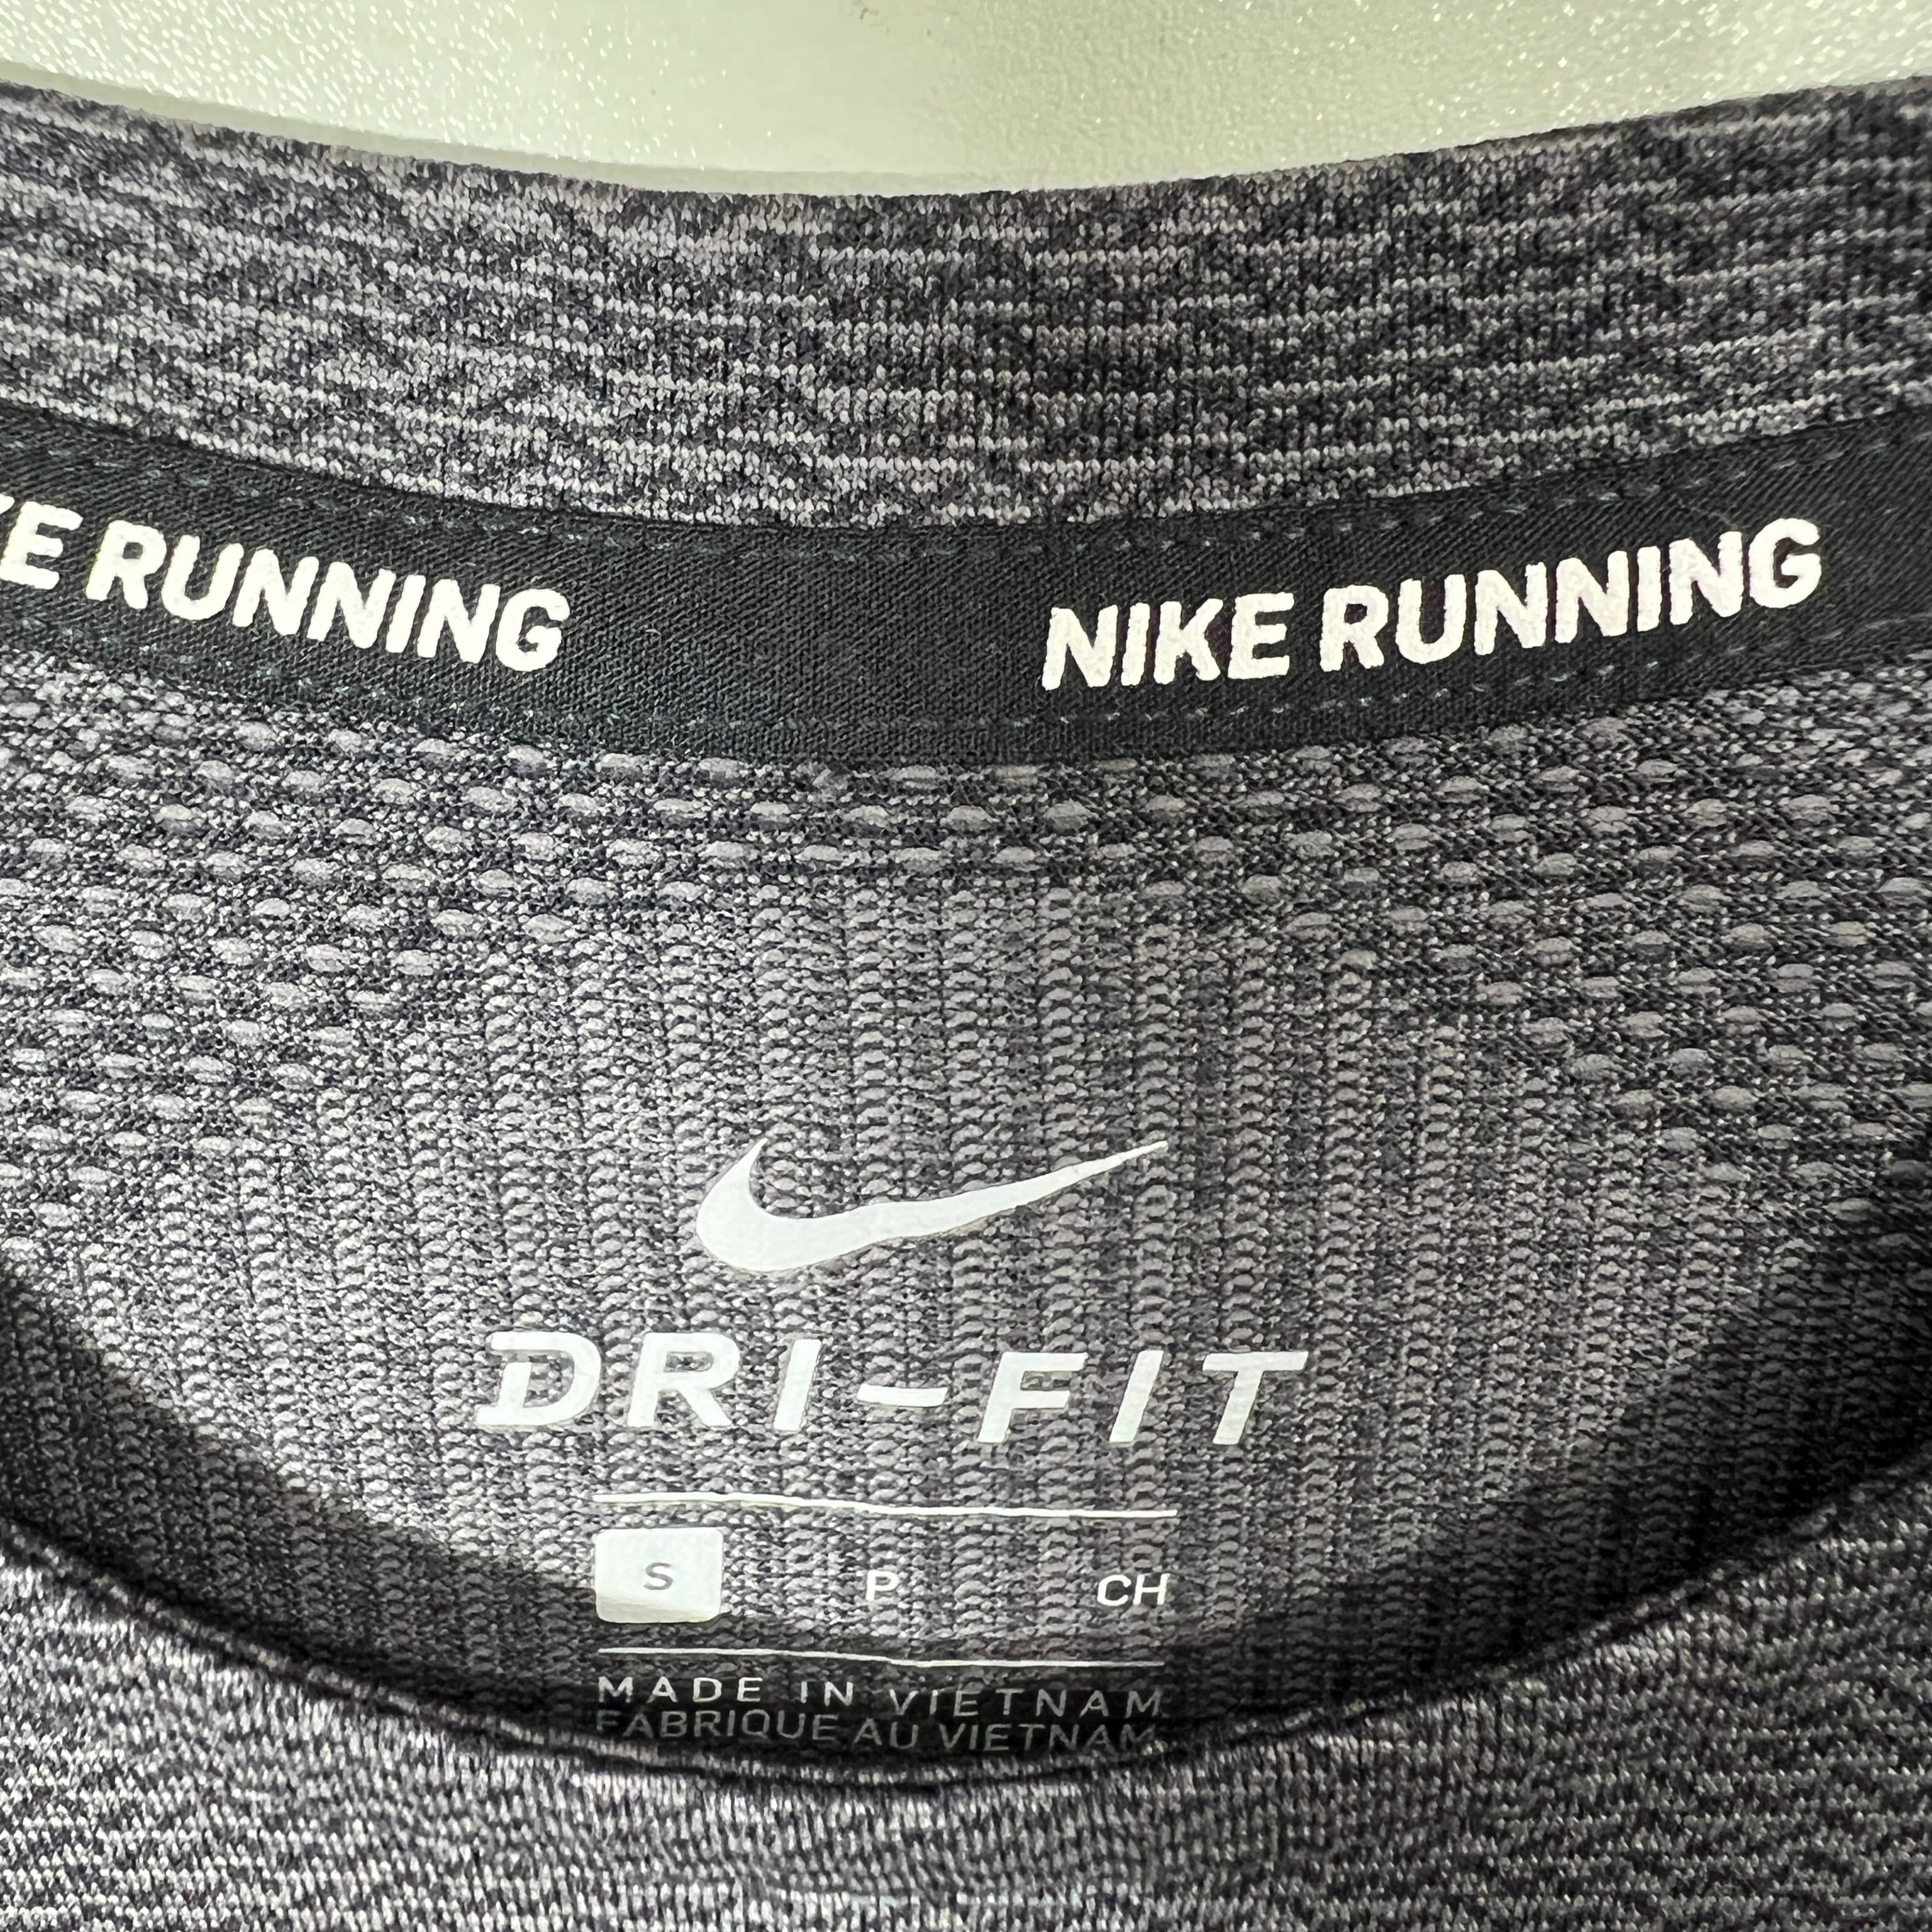 E RUNNING
NIKE RUNNING
DRI-FIT
S P CH
MADE IN VIETNAM
FABRIQUE AU VIETNAM